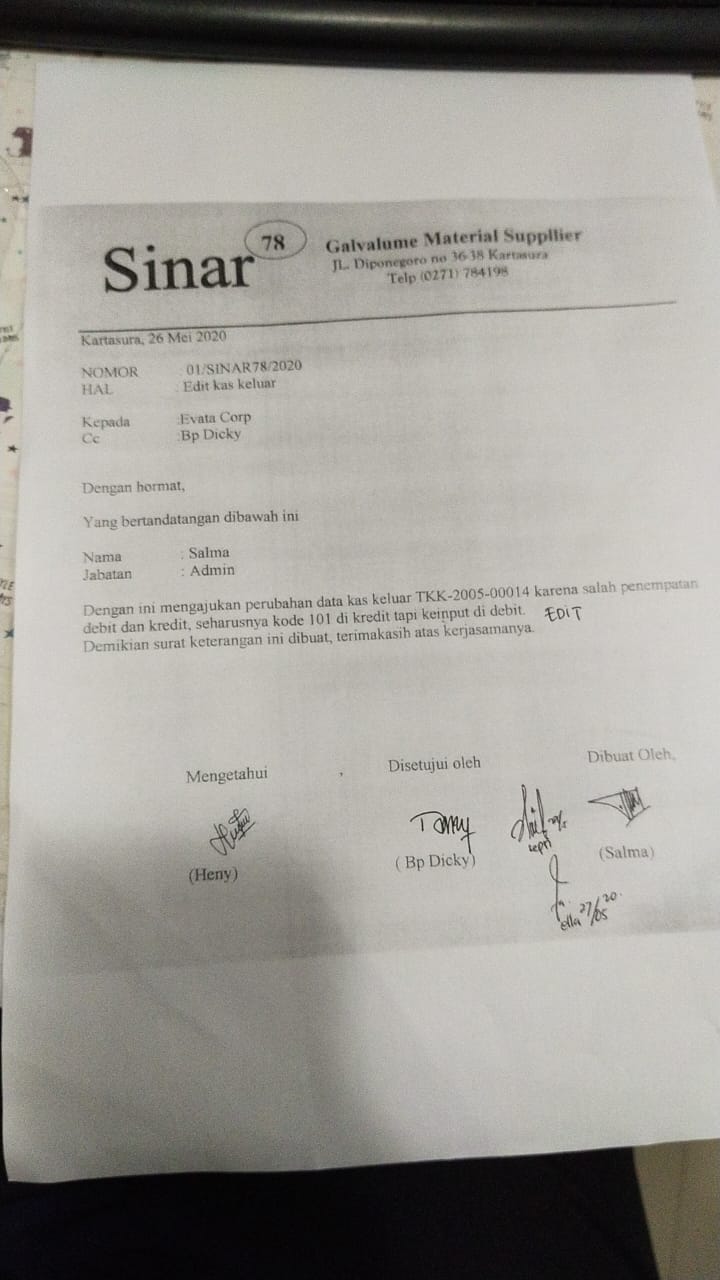 Sinar 78
Galvalume Material Suppllier
JL. Diponegoro no 36-38 Kartasura
Telp (0271) 784198
Kartasura, 26 Mei 2020
NOMOR : 01/SINAR78/2020
HAL : Edit kas keluar
Kepada :Evata Corp
Cc :Bp Dicky
Dengan hormat,
Yang bertandatangan dibawah ini
Nama : Salma
Jabatan : Admin
Dengan ini mengajukan perubahan data kas keluar TKK-2005-00014 karena salah penempatan
debit dan kredit, seharusnya kode 101 di kredit tapi keinput di debit. EDIT
Demikian surat keterangan ini dibuat, terimakasih atas kerjasamanya.
Mengetahui , Disetujui oleh Dibuat Oleh,
(Heny) ( Bp Dicky) (Salma)
ella 27/05 20.